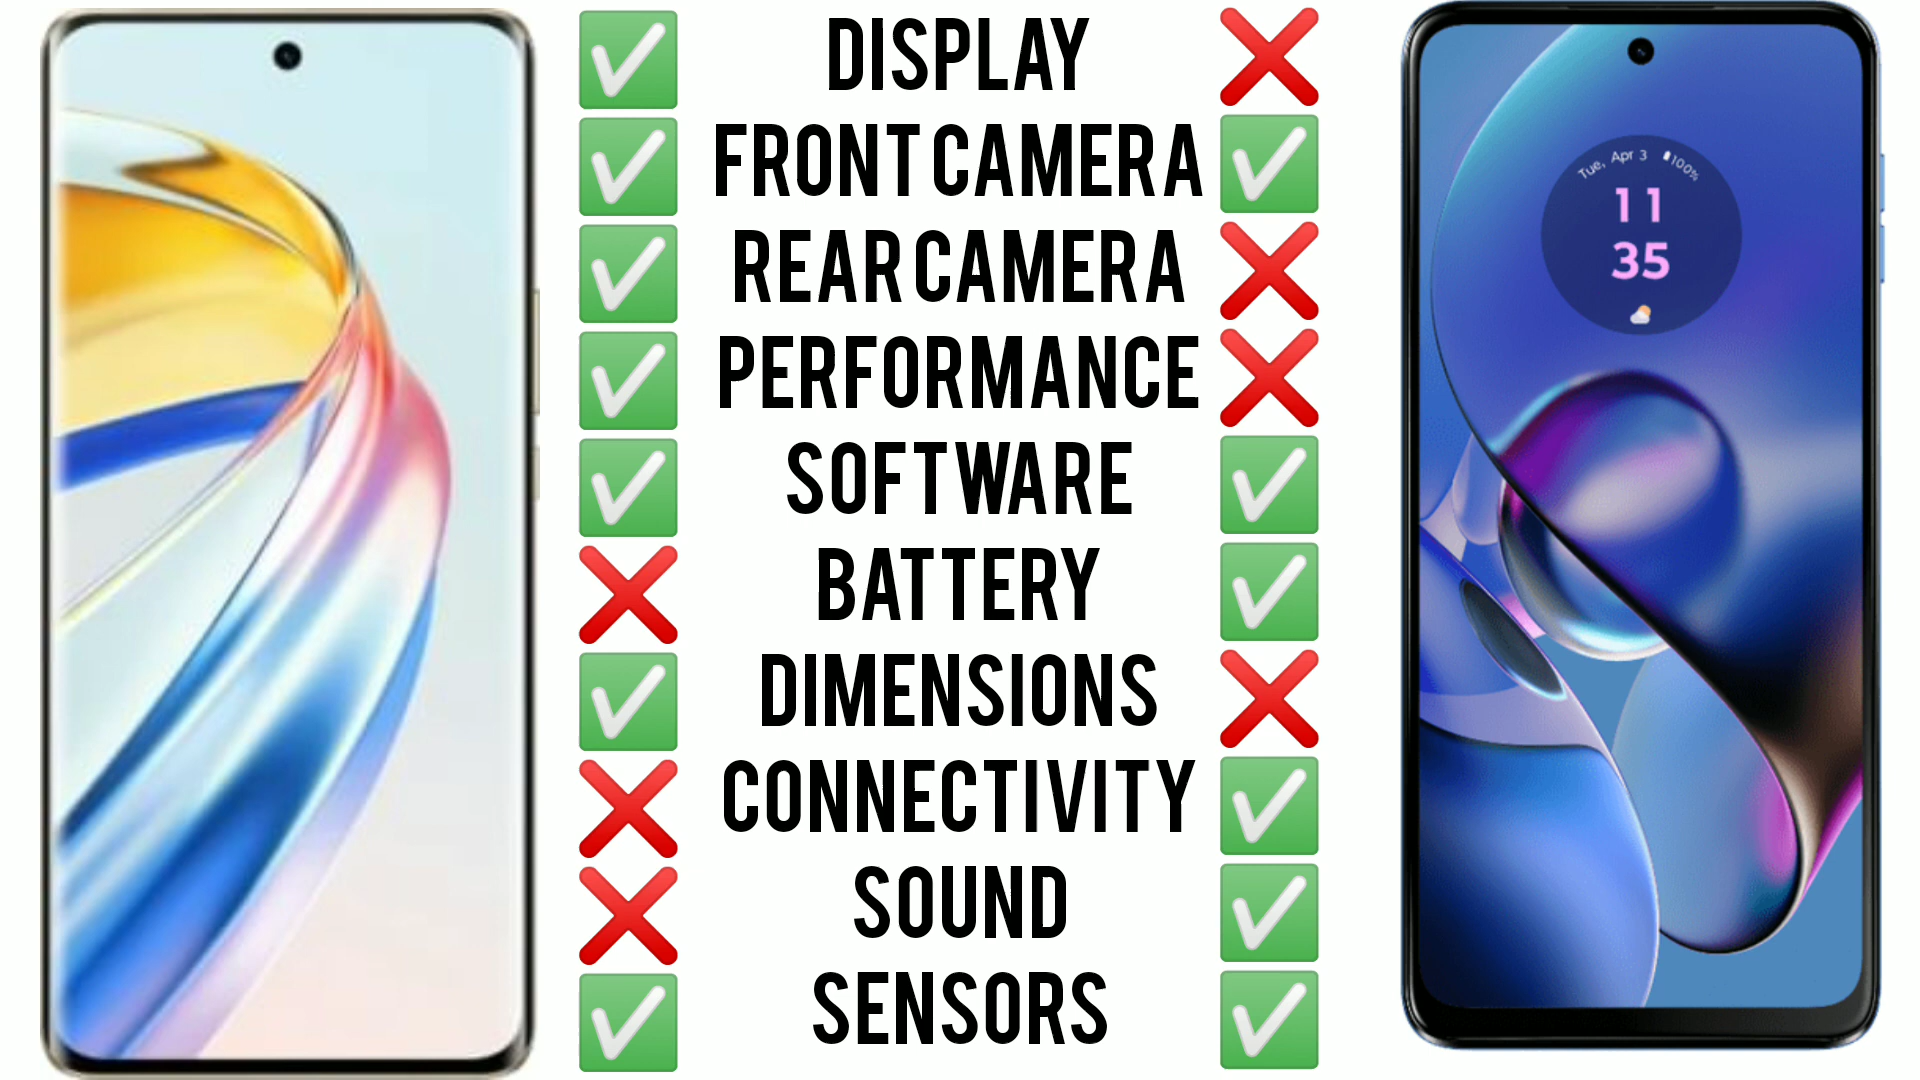 DISPLAY
FRONT CAMERA
REAR CAMERA
PERFORMANCE
SOFTWARE
BATTERY
DIMENSIONS
CONNECTIVITY
SOUND
SENSORS
Tue, Apr 3 100%
11
35